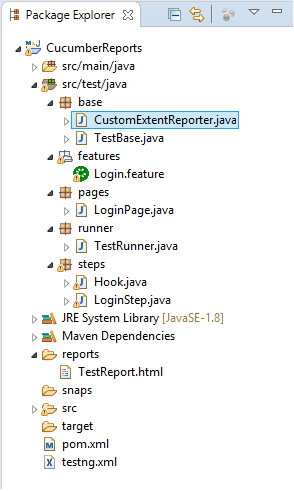 Package Explorer
CucumberReports
src/main/java
src/test/java
base
CustomExtentReporter.java
TestBase.java
features
Login.feature
pages
LoginPage.java
runner
TestRunner.java
steps
Hook.java
LoginStep.java
JRE System Library [JavaSE-1.8]
Maven Dependencies
reports
TestReport.html
snaps
src
target
pom.xml
testng.xml